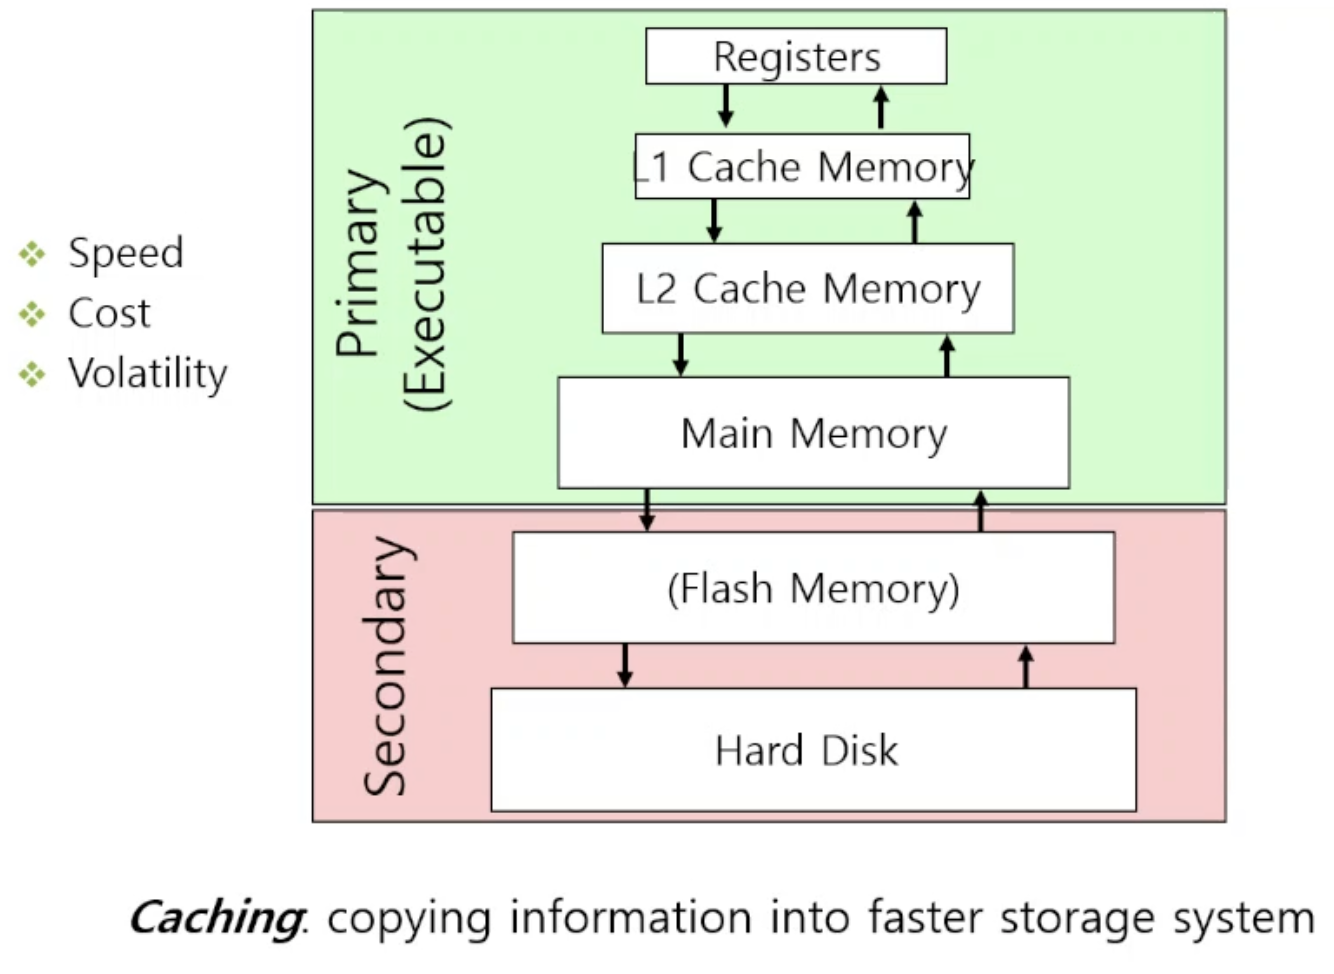 Registers
L1 Cache Memory
L2 Cache Memory
Main Memory
(Flash Memory)
Hard Disk
Primary
(Executable)
Secondary
Speed
Cost
Volatility
Caching: copying information into faster storage system